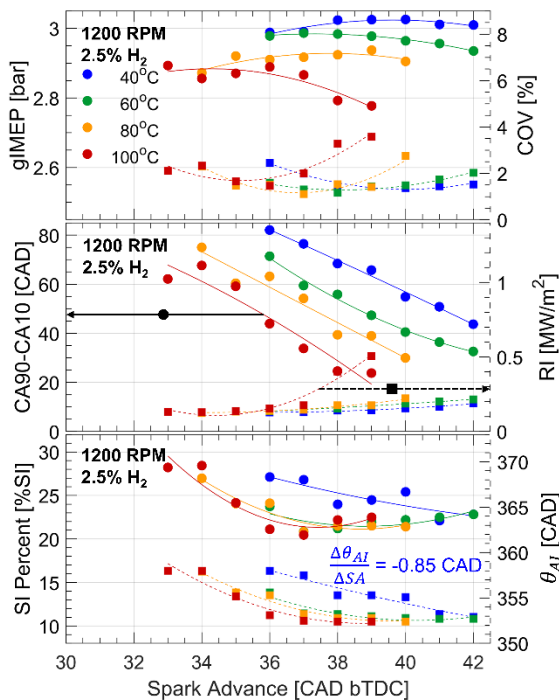 1200 RPM
2.5% H₂
40°C
60°C
80°C
100°C
gIMEP [bar]
3
2.8
2.6
COV [%]
8
6
4
2
0
1200 RPM
2.5% H₂
CA90-CA10 [CAD]
80
60
40
20
0
RI [MW/m²]
1
0.5
0
1200 RPM
2.5% H₂
SI Percent [%SI]
30
25
20
15
10
θ_AI [CAD]
370
365
360
355
350
Δθ_AI/ΔSA = -0.85 CAD
30 32 34 36 38 40 42
Spark Advance [CAD bTDC]